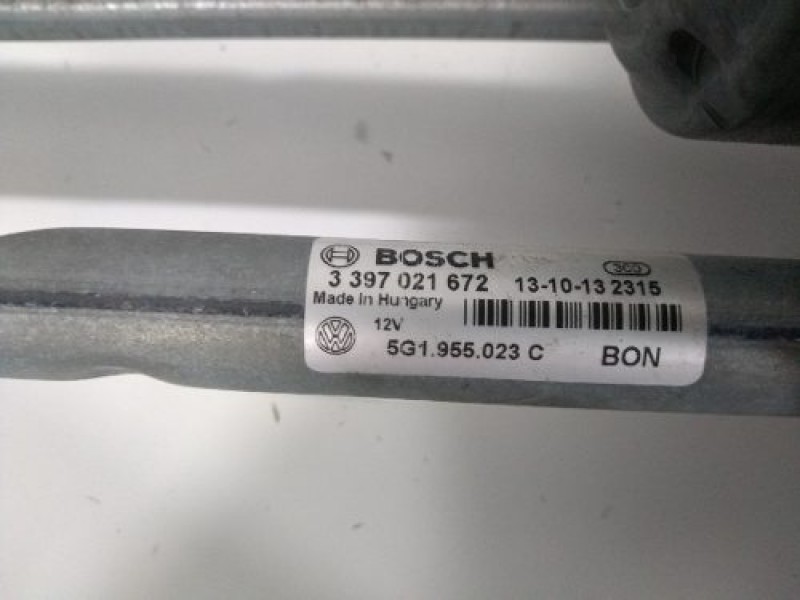 BOSCH
3 397 021 672 13-10-13 2315
Made in Hungary
12V
5G1.955.023 C BON